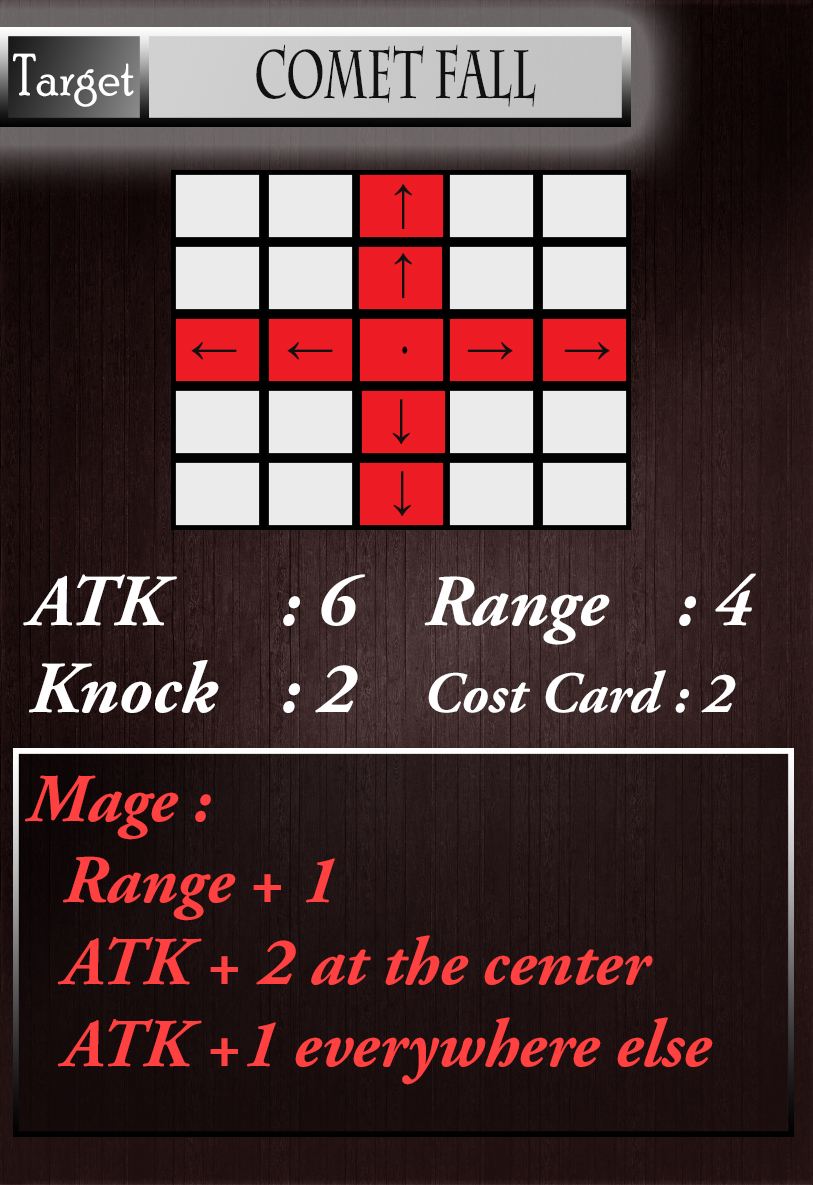 Target COMET FALL
↑
↑
← ← · → →
↓
↓
ATK : 6 Range : 4
Knock : 2 Cost Card : 2
Mage :
Range + 1
ATK + 2 at the center
ATK +1 everywhere else